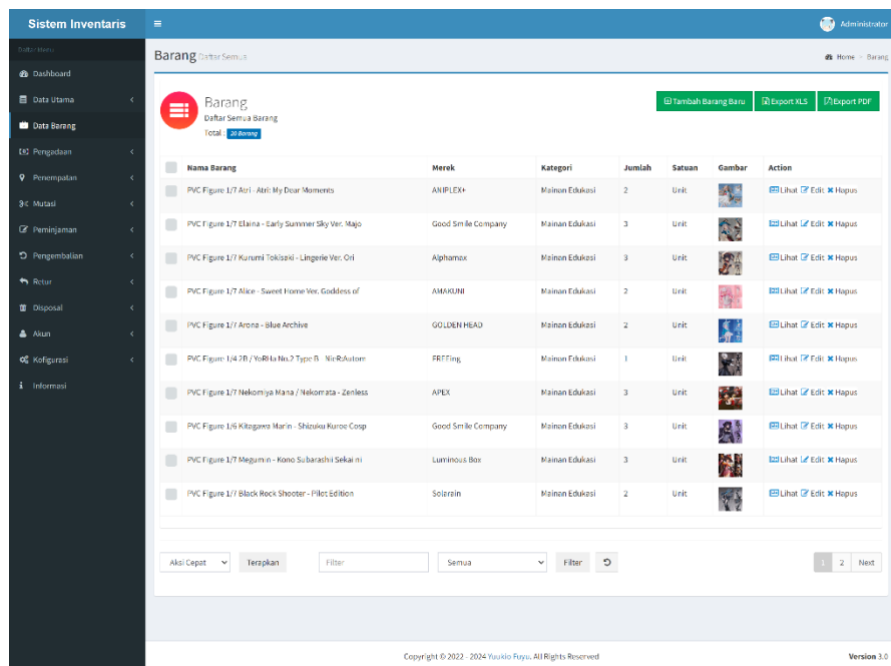 Sistem Inventaris
Administrator
Daftar Menu
Dashboard
Data Utama
Data Barang
Pengadaan
Penempatan
Mutasi
Peminjaman
Pengembalian
Retur
Disposal
Akun
Kofigurasi
Informasi
Barang Daftar Semua
Home > Barang
Barang
Daftar Semua Barang
Total : 20 Barang
Tambah Barang Baru Export XLS Export PDF
Nama Barang Merek Kategori Jumlah Satuan Gambar Action
PVC Figure 1/7 Atri - Atri: My Dear Moments ANIPLEX+ Mainan Edukasi 2 Unit Lihat Edit Hapus
PVC Figure 1/7 Elaina - Early Summer Sky Ver. Majo Good Smile Company Mainan Edukasi 3 Unit Lihat Edit Hapus
PVC Figure 1/7 Kurumi Tokisaki - Lingerie Ver. Ori Alphamax Mainan Edukasi 3 Unit Lihat Edit Hapus
PVC Figure 1/7 Alice - Sweet Home Ver. Goddess of AMAKUNI Mainan Edukasi 2 Unit Lihat Edit Hapus
PVC Figure 1/7 Arona - Blue Archive GOLDEN HEAD Mainan Edukasi 2 Unit Lihat Edit Hapus
PVC Figure 1/4 2B / YoRHa No.2 Type B - NieR:Autom FREEing Mainan Edukasi 1 Unit Lihat Edit Hapus
PVC Figure 1/7 Nekomiya Mana / Nekomata - Zenless APEX Mainan Edukasi 3 Unit Lihat Edit Hapus
PVC Figure 1/6 Kitagawa Marin - Shizuku Kuroe Cosp Good Smile Company Mainan Edukasi 3 Unit Lihat Edit Hapus
PVC Figure 1/7 Megumin - Kono Subarashii Sekai ni Luminous Box Mainan Edukasi 3 Unit Lihat Edit Hapus
PVC Figure 1/7 Black Rock Shooter - Pilot Edition Solarain Mainan Edukasi 2 Unit Lihat Edit Hapus
Aksi Cepat Terapkan Filter Semua Filter 1 2 Next
Copyright © 2022 - 2024 Yuukio Fuyu. All Rights Reserved Version 3.0